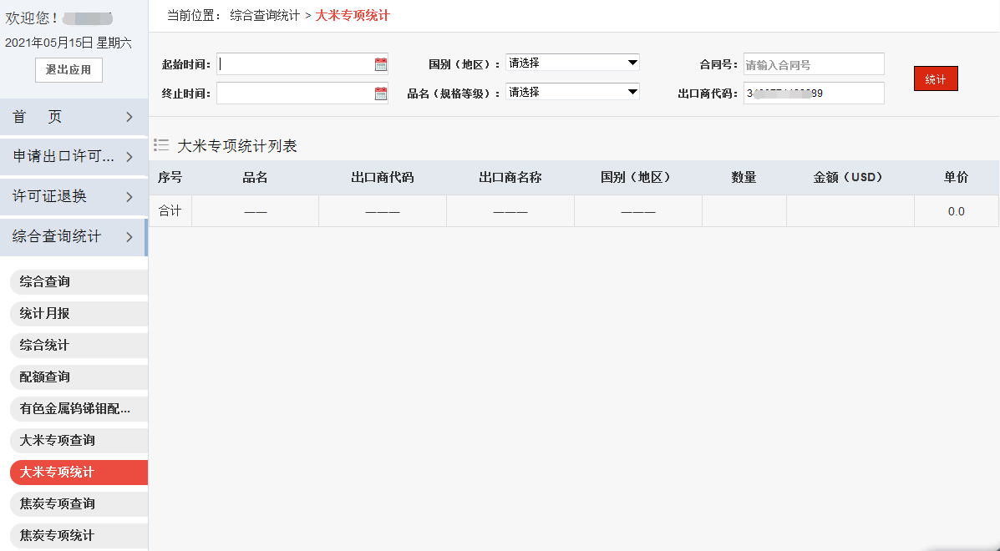 欢迎您！
2021年05月15日 星期六
退出应用
首 页
申请出口许可...
许可证退换
综合查询统计
综合查询
统计月报
综合统计
配额查询
有色金属钨锑钼配...
大米专项查询
大米专项统计
焦炭专项查询
焦炭专项统计
当前位置： 综合查询统计 > 大米专项统计
起始时间： 国别（地区）： 请选择 合同号： 请输入合同号
统计
终止时间： 品名（规格等级）： 请选择 出口商代码： 34 89
大米专项统计列表
序号 品名 出口商代码 出口商名称 国别（地区） 数量 金额（USD） 单价
合计 —— ——— ——— ——— 0.0